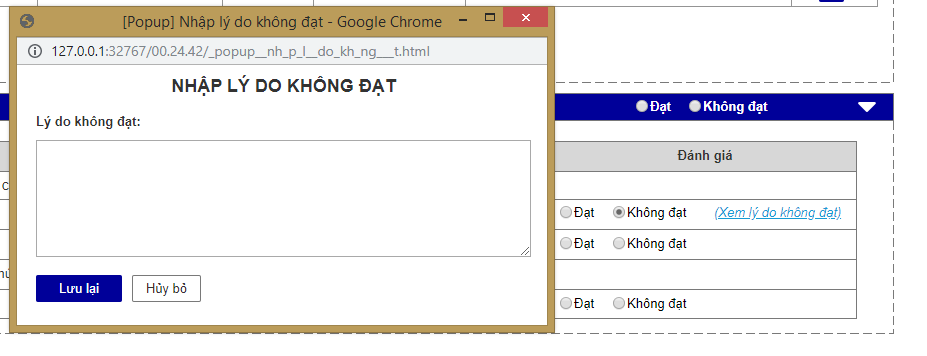 [Popup] Nhập lý do không đạt - Google Chrome
127.0.0.1:32767/00.24.42/_popup__nh_p_l__do_kh_ng___t.html
NHẬP LÝ DO KHÔNG ĐẠT
Lý do không đạt:
Lưu lại Hủy bỏ
Đạt Không đạt
Đánh giá
Đạt Không đạt (Xem lý do không đạt)
Đạt Không đạt
Đạt Không đạt